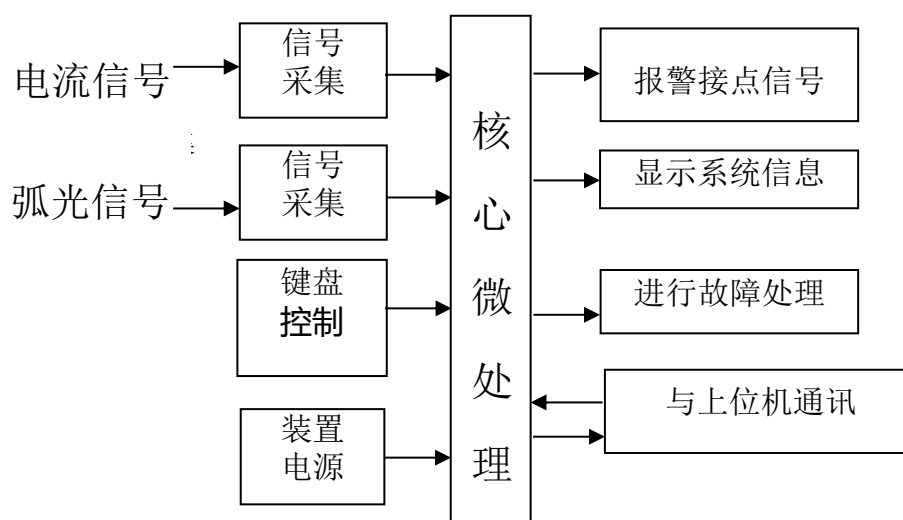 电流信号
信号
采集
弧光信号
信号
采集
键盘
控制
装置
电源
核
心
微
处
理
报警接点信号
显示系统信息
进行故障处理
与上位机通讯